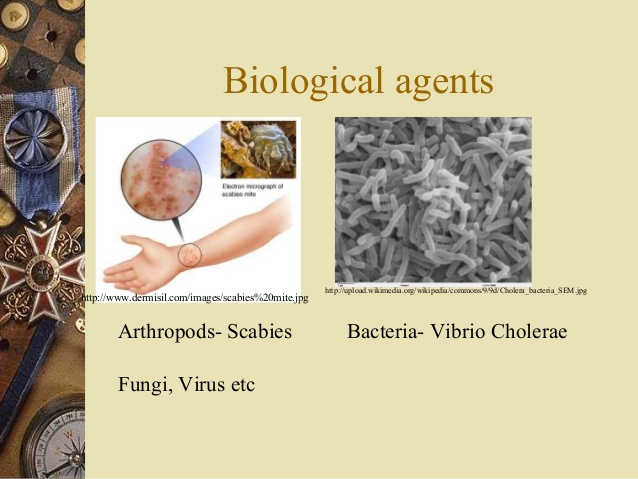 Biological agents
Electron micrograph of
scabies mite
http://www.dermisil.com/images/scabies%20mite.jpg
http://upload.wikimedia.org/wikipedia/commons/9/9d/Cholera_bacteria_SEM.jpg
Arthropods- Scabies
Bacteria- Vibrio Cholerae
Fungi, Virus etc